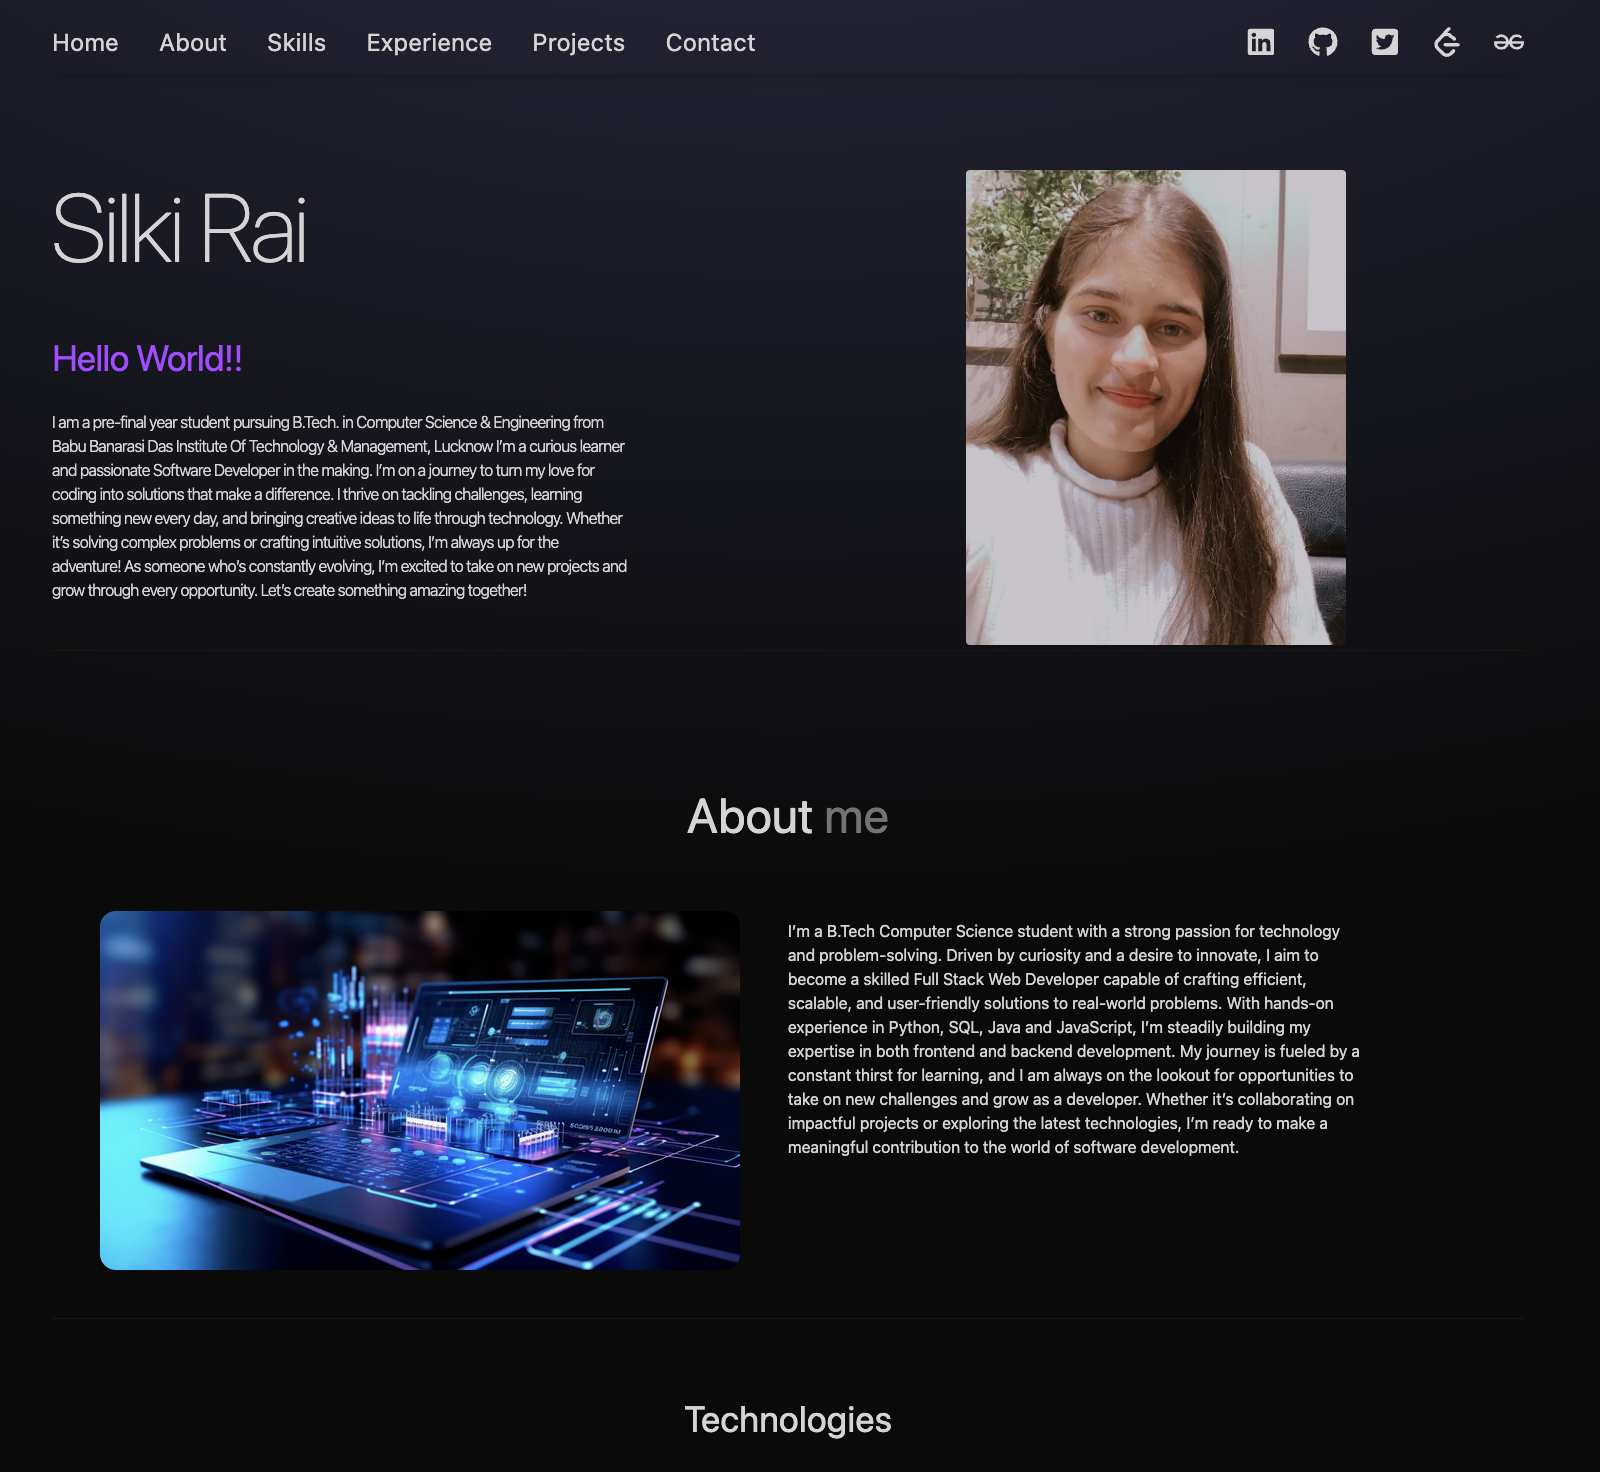 Home About Skills Experience Projects Contact
Silki Rai
Hello World!!
I am a pre-final year student pursuing B.Tech. in Computer Science & Engineering from
Babu Banarasi Das Institute Of Technology & Management, Lucknow I'm a curious learner
and passionate Software Developer in the making. I'm on a journey to turn my love for
coding into solutions that make a difference. I thrive on tackling challenges, learning
something new every day, and bringing creative ideas to life through technology. Whether
it's solving complex problems or crafting intuitive solutions, I'm always up for the
adventure! As someone who's constantly evolving, I'm excited to take on new projects and
grow through every opportunity. Let's create something amazing together!
About me
I'm a B.Tech Computer Science student with a strong passion for technology
and problem-solving. Driven by curiosity and a desire to innovate, I aim to
become a skilled Full Stack Web Developer capable of crafting efficient,
scalable, and user-friendly solutions to real-world problems. With hands-on
experience in Python, SQL, Java and JavaScript, I'm steadily building my
expertise in both frontend and backend development. My journey is fueled by a
constant thirst for learning, and I am always on the lookout for opportunities to
take on new challenges and grow as a developer. Whether it's collaborating on
impactful projects or exploring the latest technologies, I'm ready to make a
meaningful contribution to the world of software development.
Technologies